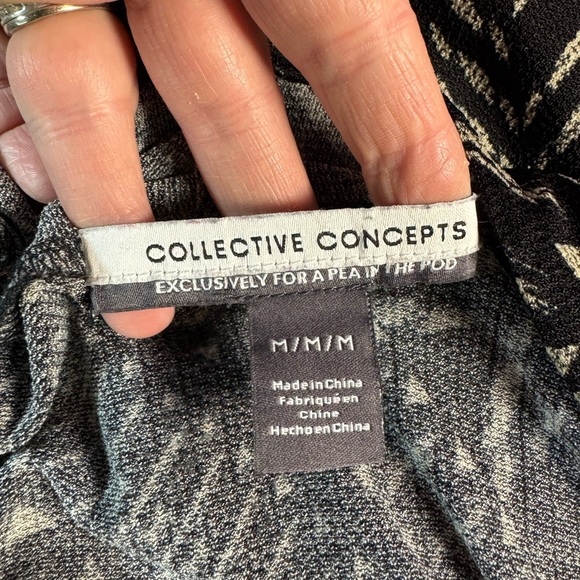 COLLECTIVE CONCEPTS
EXCLUSIVELY FOR A PEA IN THE POD
M/M/M
Made in China
Fabriqué en
Chine
Hecho en China